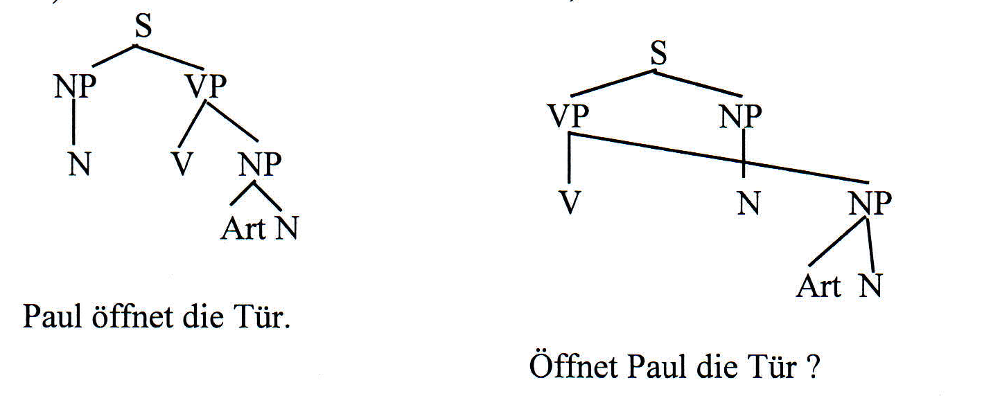 S
NP VP
N V NP
Art N
Paul öffnet die Tür.
S
VP NP
V N NP
Art N
Öffnet Paul die Tür ?